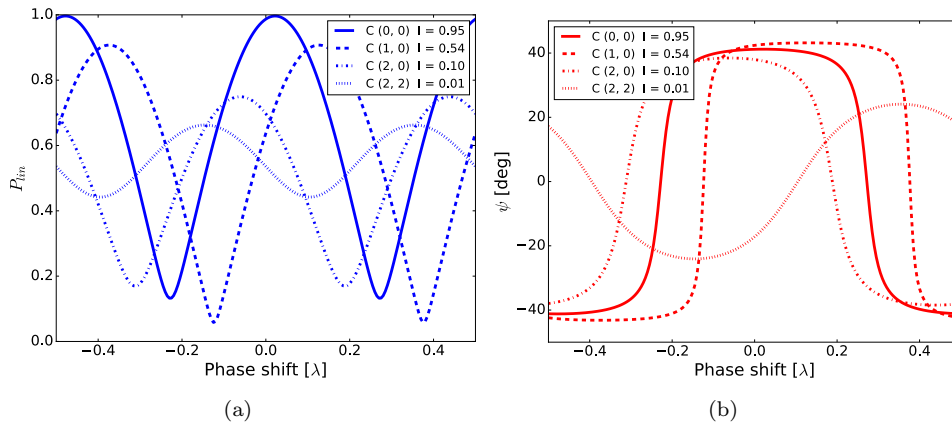 1.0
0.8
0.6
0.4
0.2
0.0
P_lin
−0.4 −0.2 0.0 0.2 0.4
Phase shift [λ]
C (0, 0) I = 0.95
C (1, 0) I = 0.54
C (2, 0) I = 0.10
C (2, 2) I = 0.01
(a)
40
20
0
−20
−40
ψ [deg]
−0.4 −0.2 0.0 0.2 0.4
Phase shift [λ]
C (0, 0) I = 0.95
C (1, 0) I = 0.54
C (2, 0) I = 0.10
C (2, 2) I = 0.01
(b)